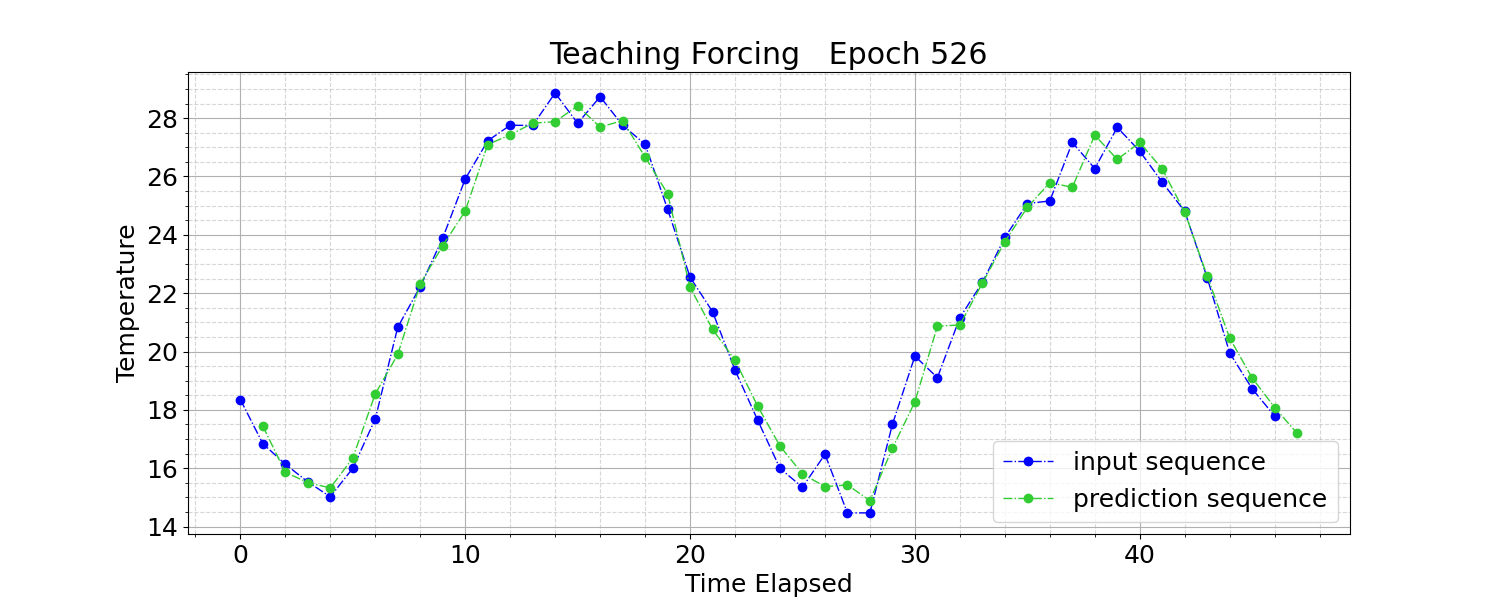 Teaching Forcing   Epoch 526
Temperature
28
26
24
22
20
18
16
14
input sequence
prediction sequence
0 10 20 30 40
Time Elapsed